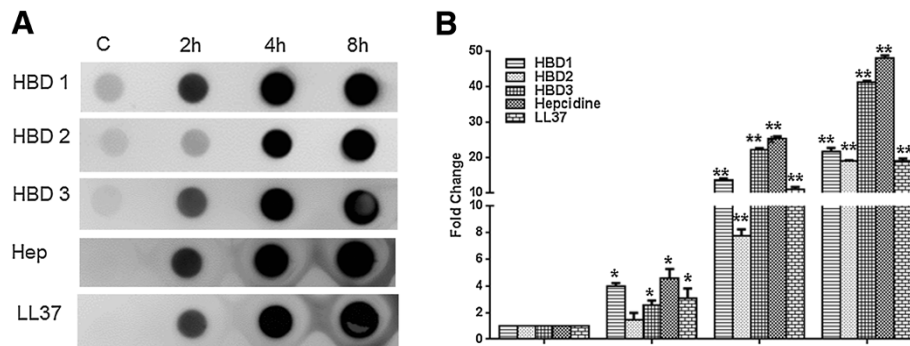 A
C 2h 4h 8h
HBD 1
HBD 2
HBD 3
Hep
LL37
B
Fold Change
50
40
30
20
10
10
8
6
4
2
0
HBD1
HBD2
HBD3
Hepcidine
LL37
* * * *
** ** ** ** **
** ** ** ** **